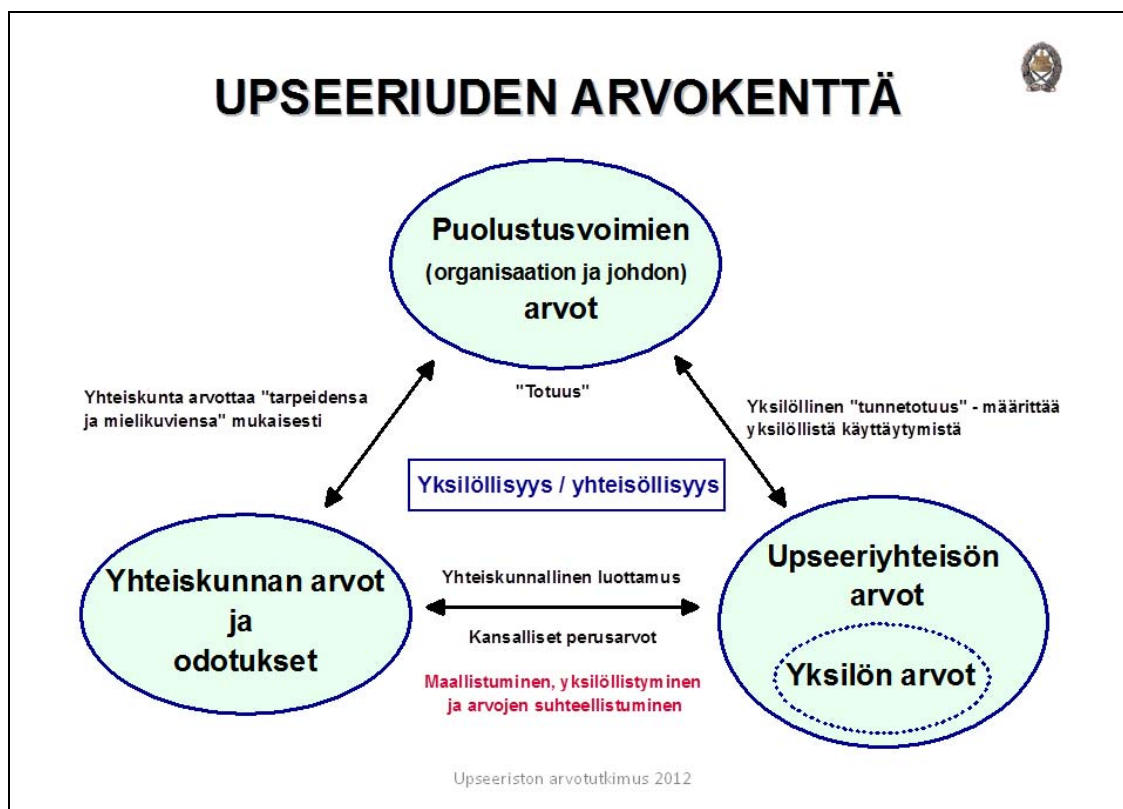 UPSEERIUDEN ARVOKENTTÄ
Puolustusvoimien
(organisaation ja johdon)
arvot
Yhteiskunta arvottaa "tarpeidensa
ja mielikuviensa" mukaisesti
"Totuus"
Yksilöllinen "tunnetotuus" - määrittää
yksilöllistä käyttäytymistä
Yksilöllisyys / yhteisöllisyys
Yhteiskunnan arvot
ja
odotukset
Yhteiskunnallinen luottamus
Kansalliset perusarvot
Maallistuminen, yksilöllistyminen
ja arvojen suhteellistuminen
Upseeriyhteisön
arvot
Yksilön arvot
Upseeriston arvotutkimus 2012